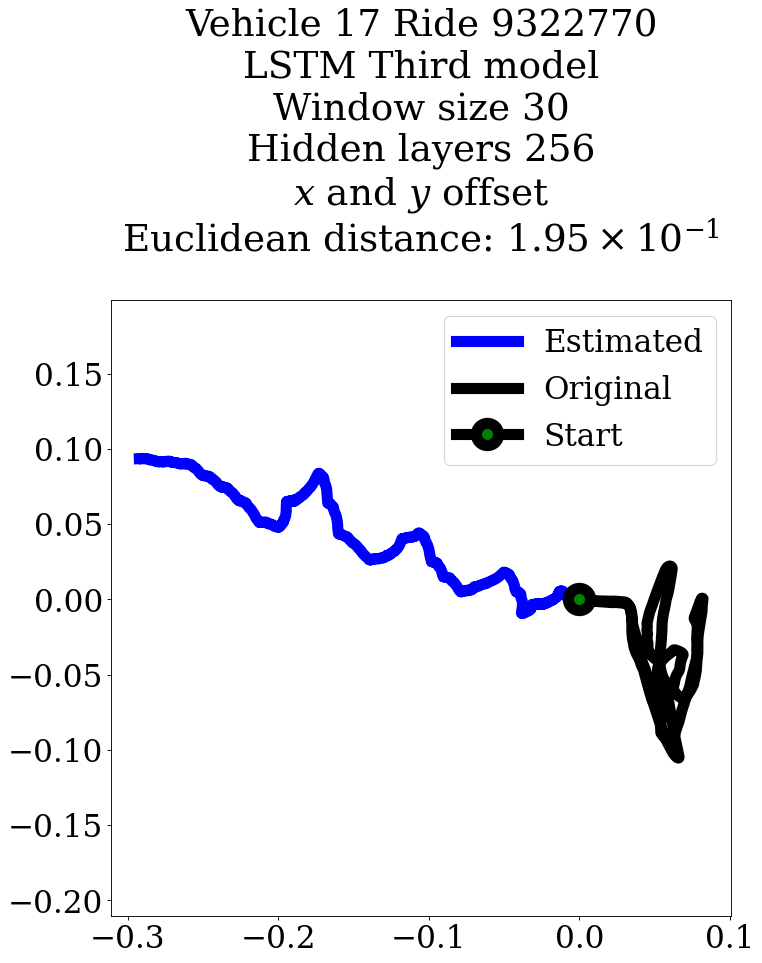 Vehicle 17 Ride 9322770
LSTM Third model
Window size 30
Hidden layers 256
x and y offset
Euclidean distance: 1.95 × 10⁻¹
Estimated
Original
Start
0.15
0.10
0.05
0.00
−0.05
−0.10
−0.15
−0.20
−0.3 −0.2 −0.1 0.0 0.1